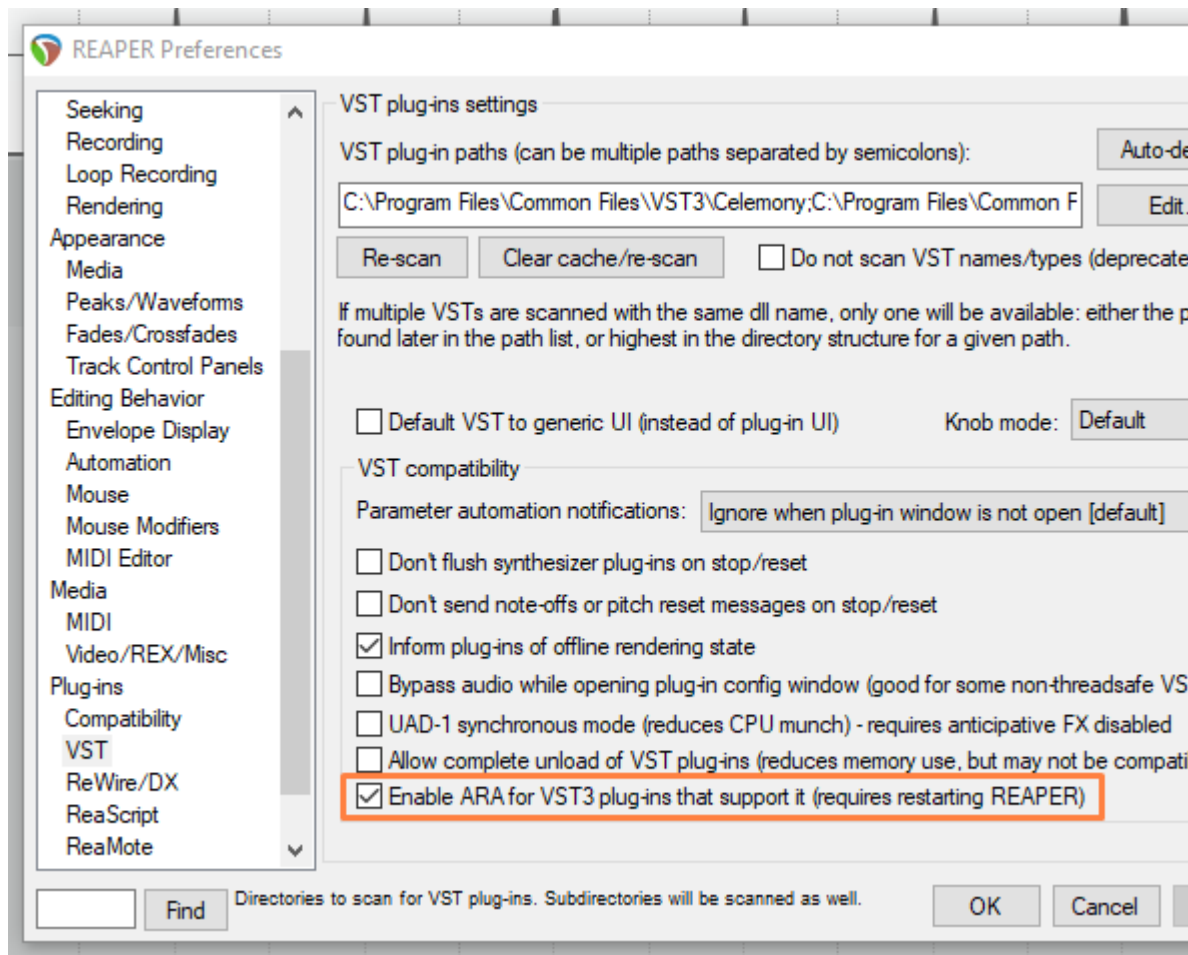 REAPER Preferences
Seeking
Recording
Loop Recording
Rendering
Appearance
Media
Peaks/Waveforms
Fades/Crossfades
Track Control Panels
Editing Behavior
Envelope Display
Automation
Mouse
Mouse Modifiers
MIDI Editor
Media
MIDI
Video/REX/Misc
Plug-ins
Compatibility
VST
ReWire/DX
ReaScript
ReaMote
VST plug-ins settings
VST plug-in paths (can be multiple paths separated by semicolons): Auto-de
C:\Program Files\Common Files\VST3\Celemony;C:\Program Files\Common F Edit.
Re-scan Clear cache/re-scan Do not scan VST names/types (deprecate
If multiple VSTs are scanned with the same dll name, only one will be available: either the p
found later in the path list, or highest in the directory structure for a given path.
Default VST to generic UI (instead of plug-in UI) Knob mode: Default
VST compatibility
Parameter automation notifications: Ignore when plug-in window is not open [default]
Don't flush synthesizer plug-ins on stop/reset
Don't send note-offs or pitch reset messages on stop/reset
Inform plug-ins of offline rendering state
Bypass audio while opening plug-in config window (good for some non-threadsafe VS
UAD-1 synchronous mode (reduces CPU munch) - requires anticipative FX disabled
Allow complete unload of VST plug-ins (reduces memory use, but may not be compati
Enable ARA for VST3 plug-ins that support it (requires restarting REAPER)
Find Directories to scan for VST plug-ins. Subdirectories will be scanned as well. OK Cancel